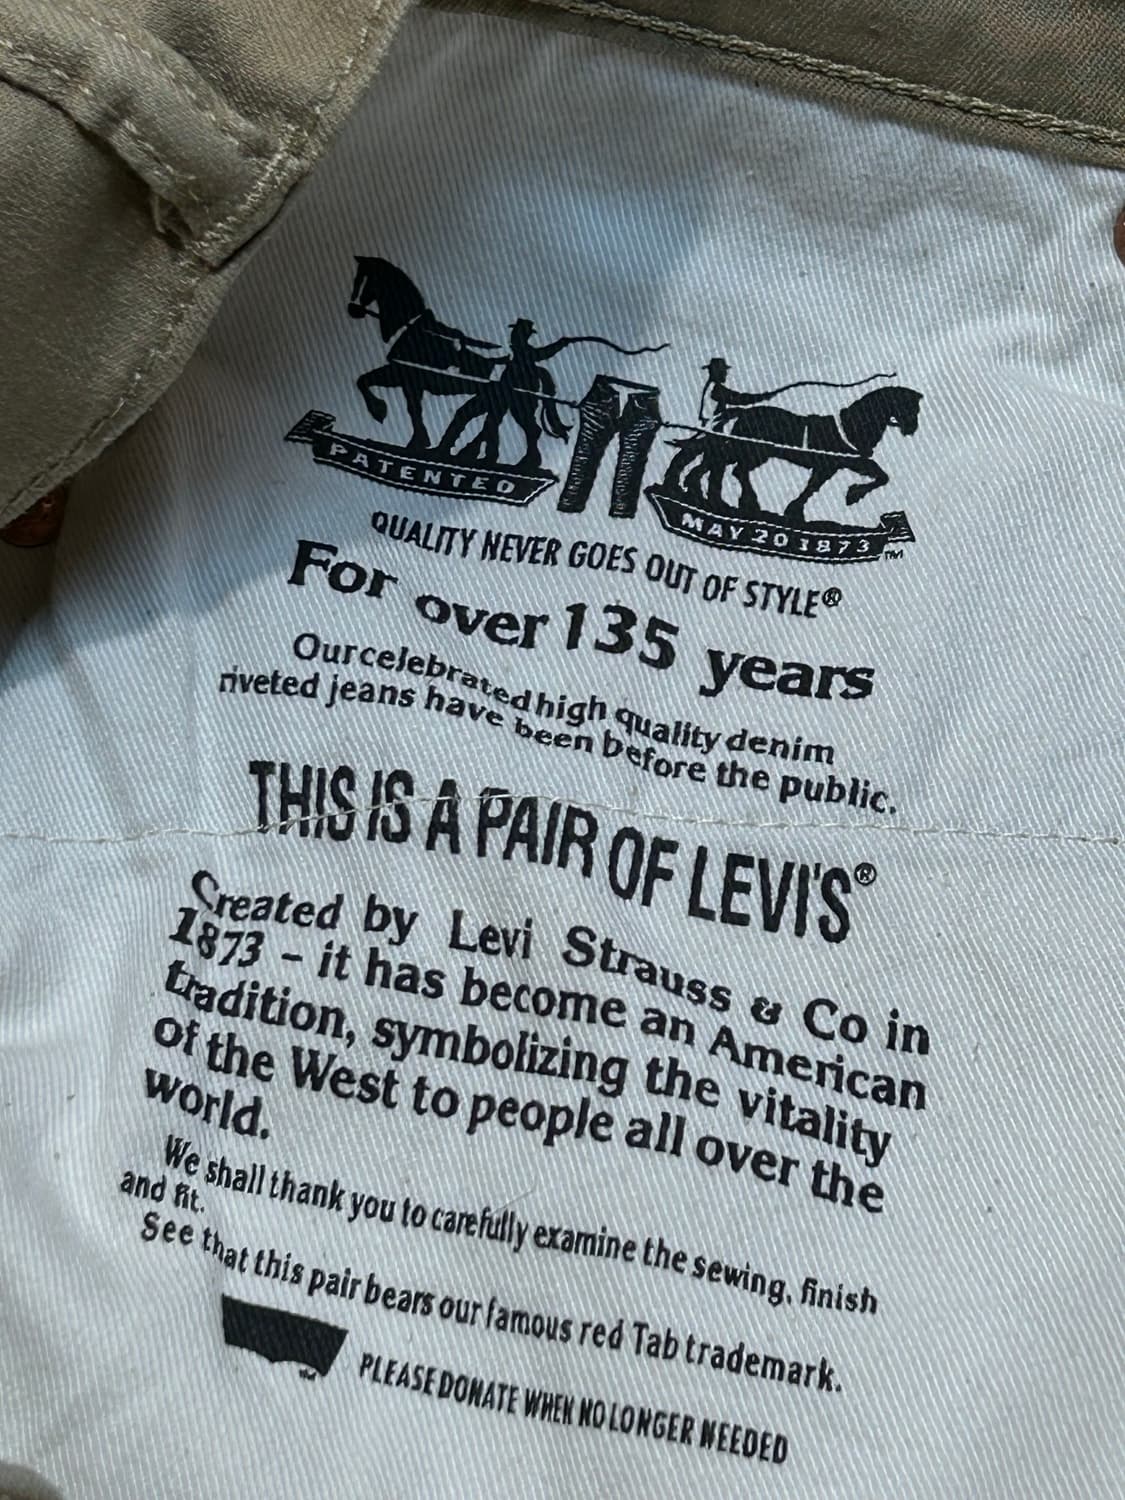 PATENTED
MAY 20 1873 ™
QUALITY NEVER GOES OUT OF STYLE®
For over 135 years
Our celebrated high quality denim
riveted jeans have been before the public.
THIS IS A PAIR OF LEVI'S®
Created by Levi Strauss & Co in
1873 – it has become an American
tradition, symbolizing the vitality
of the West to people all over the
world.
We shall thank you to carefully examine the sewing, finish
and fit.
See that this pair bears our famous red Tab trademark.
™
PLEASE DONATE WHEN NO LONGER NEEDED